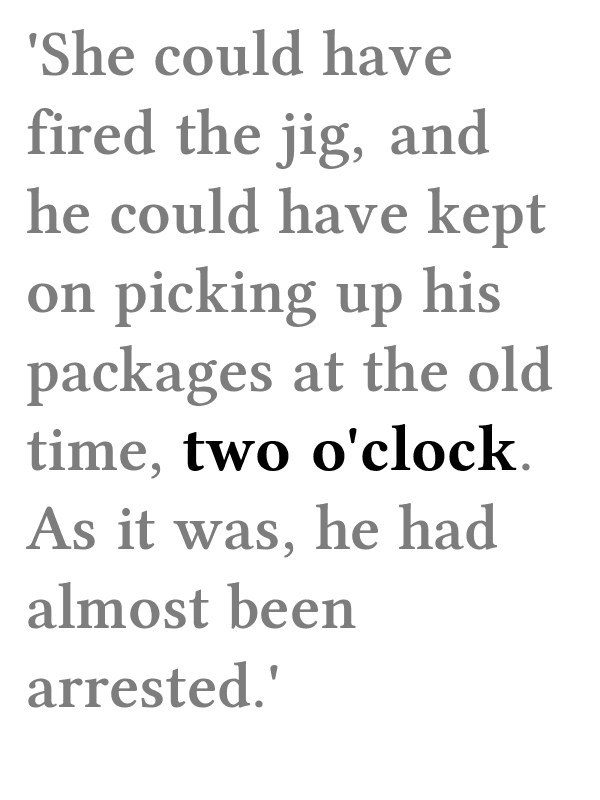 'She could have
fired the jig, and
he could have kept
on picking up his
packages at the old
time, two o'clock.
As it was, he had
almost been
arrested.'